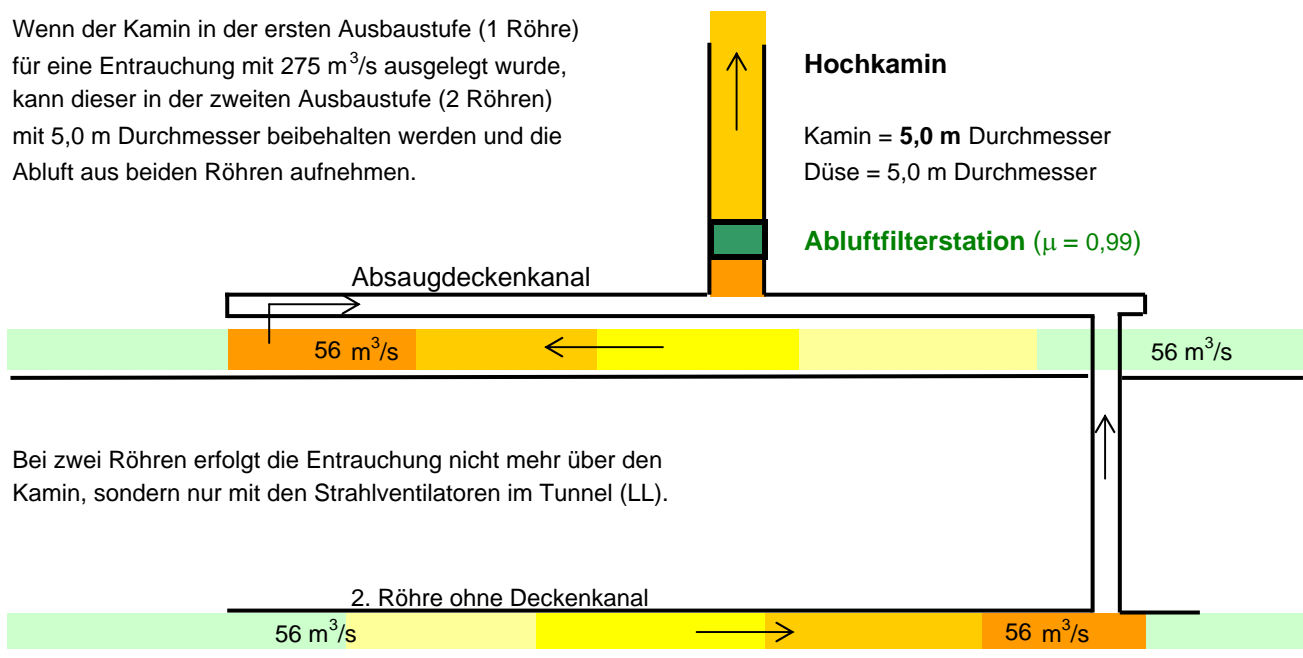 Wenn der Kamin in der ersten Ausbaustufe (1 Röhre)
für eine Entrauchung mit 275 m³/s ausgelegt wurde,
kann dieser in der zweiten Ausbaustufe (2 Röhren)
mit 5,0 m Durchmesser beibehalten werden und die
Abluft aus beiden Röhren aufnehmen.
Hochkamin
Kamin = 5,0 m Durchmesser
Düse = 5,0 m Durchmesser
Abluftfilterstation (μ = 0,99)
Absaugdeckenkanal
56 m³/s
56 m³/s
Bei zwei Röhren erfolgt die Entrauchung nicht mehr über den
Kamin, sondern nur mit den Strahlventilatoren im Tunnel (LL).
2. Röhre ohne Deckenkanal
56 m³/s
56 m³/s